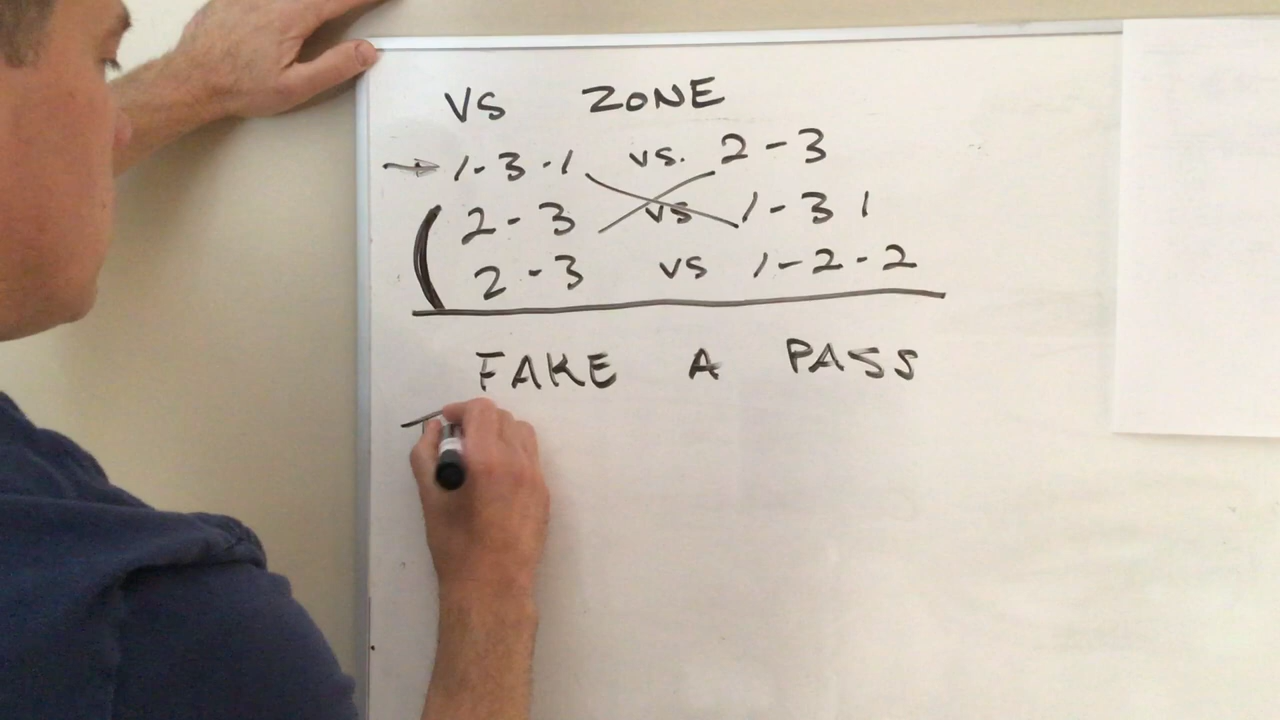 VS ZONE
1-3-1 vs. 2-3
2-3 vs 1-3 1
2-3 vs 1-2-2
FAKE A PASS